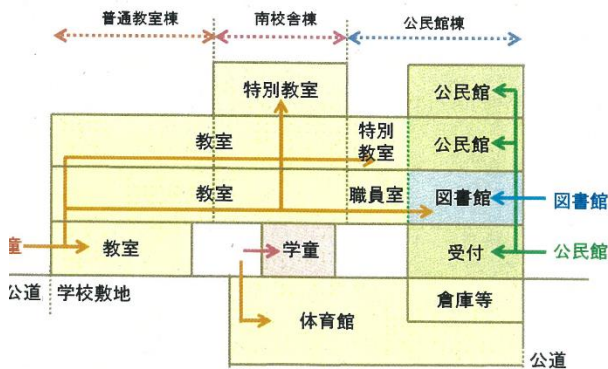 普通教室棟
南校舎棟
公民館棟
特別教室
公民館
教室
特別
教室
公民館
教室
職員室
図書館
図書館
童
教室
学童
受付
公民館
公道
学校敷地
倉庫等
体育館
公道